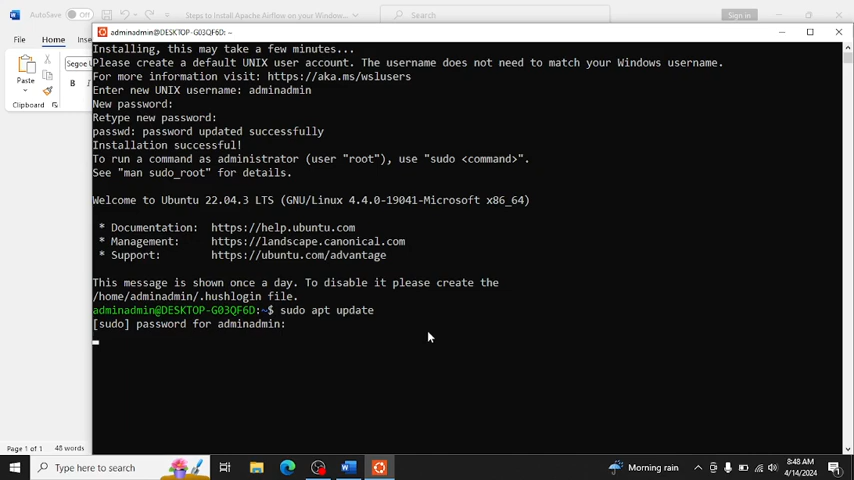 AutoSave Off
Steps to Install Apache Airflow on your Window...
Search
Sign in
adminadmin@DESKTOP-G03QF6D: ~
File Home Inse
Segoe
Paste
B
Clipboard
Installing, this may take a few minutes...
Please create a default UNIX user account. The username does not need to match your Windows username.
For more information visit: https://aka.ms/wslusers
Enter new UNIX username: adminadmin
New password:
Retype new password:
passwd: password updated successfully
Installation successful!
To run a command as administrator (user "root"), use "sudo <command>".
See "man sudo_root" for details.
Welcome to Ubuntu 22.04.3 LTS (GNU/Linux 4.4.0-19041-Microsoft x86_64)
* Documentation: https://help.ubuntu.com
* Management: https://landscape.canonical.com
* Support: https://ubuntu.com/advantage
This message is shown once a day. To disable it please create the
/home/adminadmin/.hushlogin file.
adminadmin@DESKTOP-G03QF6D:~$ sudo apt update
[sudo] password for adminadmin:
Page 1 of 1 48 words
Type here to search
Morning rain
8:48 AM
4/14/2024
1